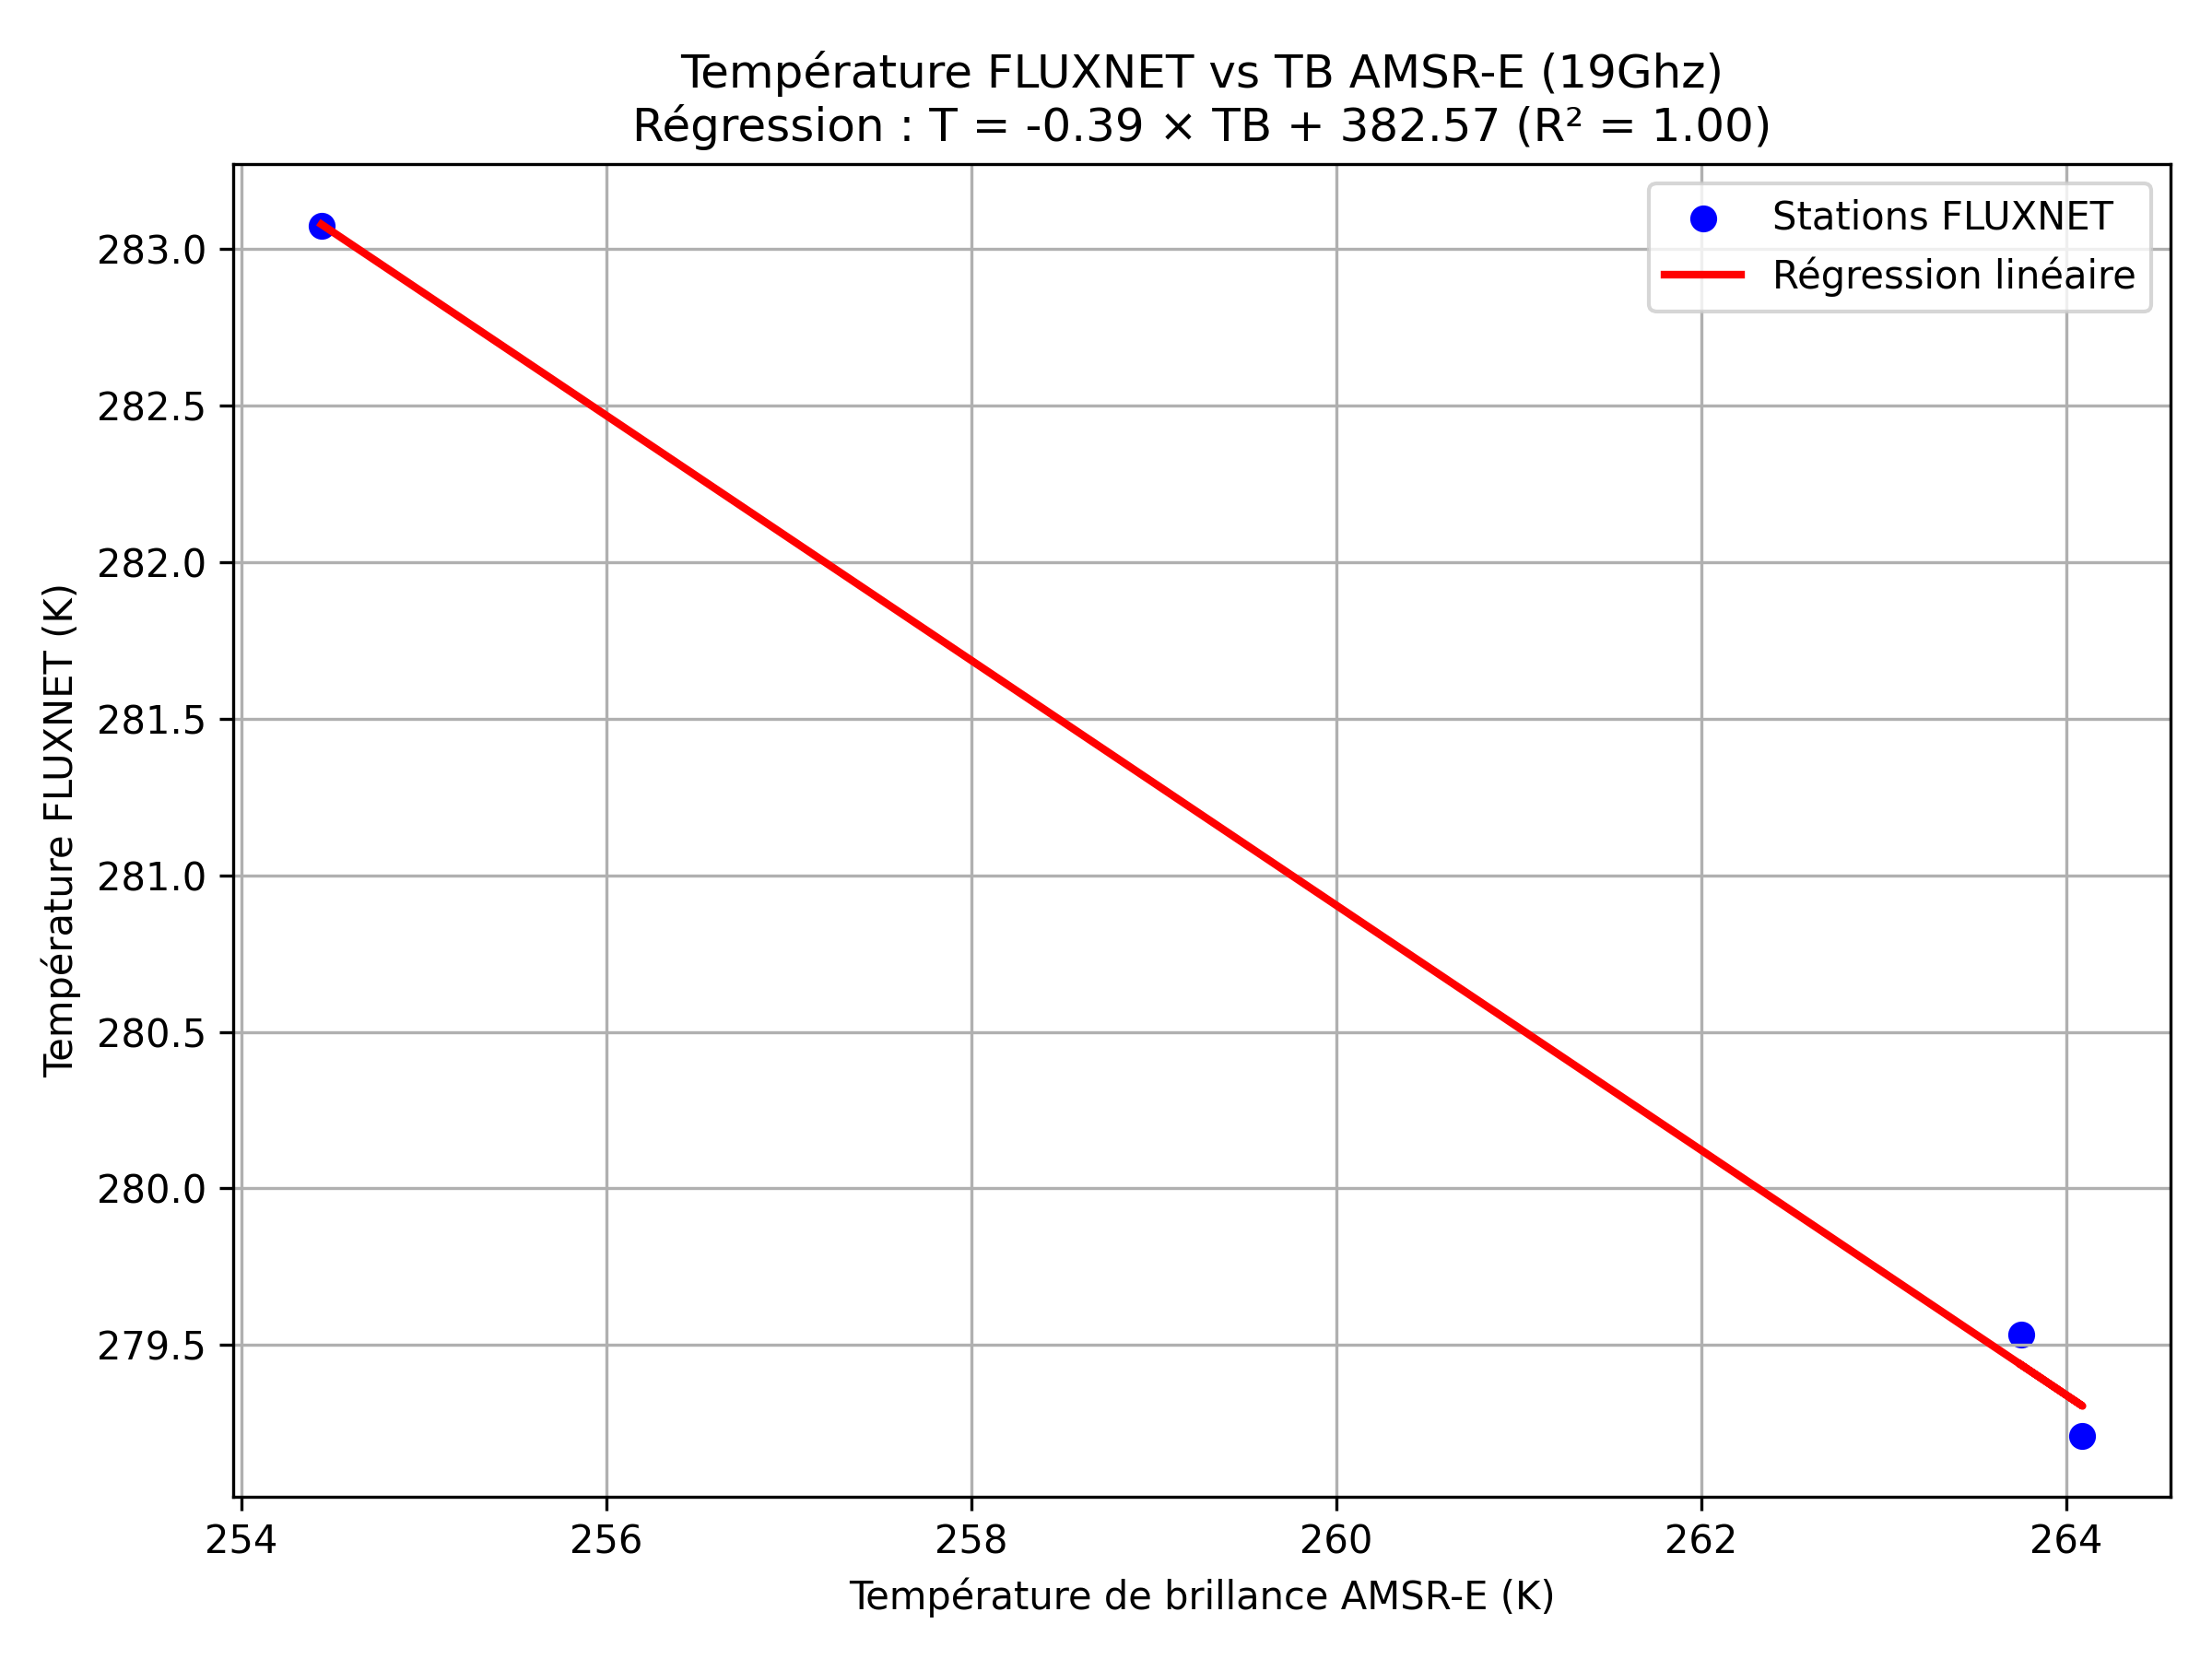 Température FLUXNET vs TB AMSR-E (19Ghz)
Régression : T = -0.39 × TB + 382.57 (R² = 1.00)
Stations FLUXNET
Régression linéaire
Température FLUXNET (K)
283.0
282.5
282.0
281.5
281.0
280.5
280.0
279.5
254 256 258 260 262 264
Température de brillance AMSR-E (K)